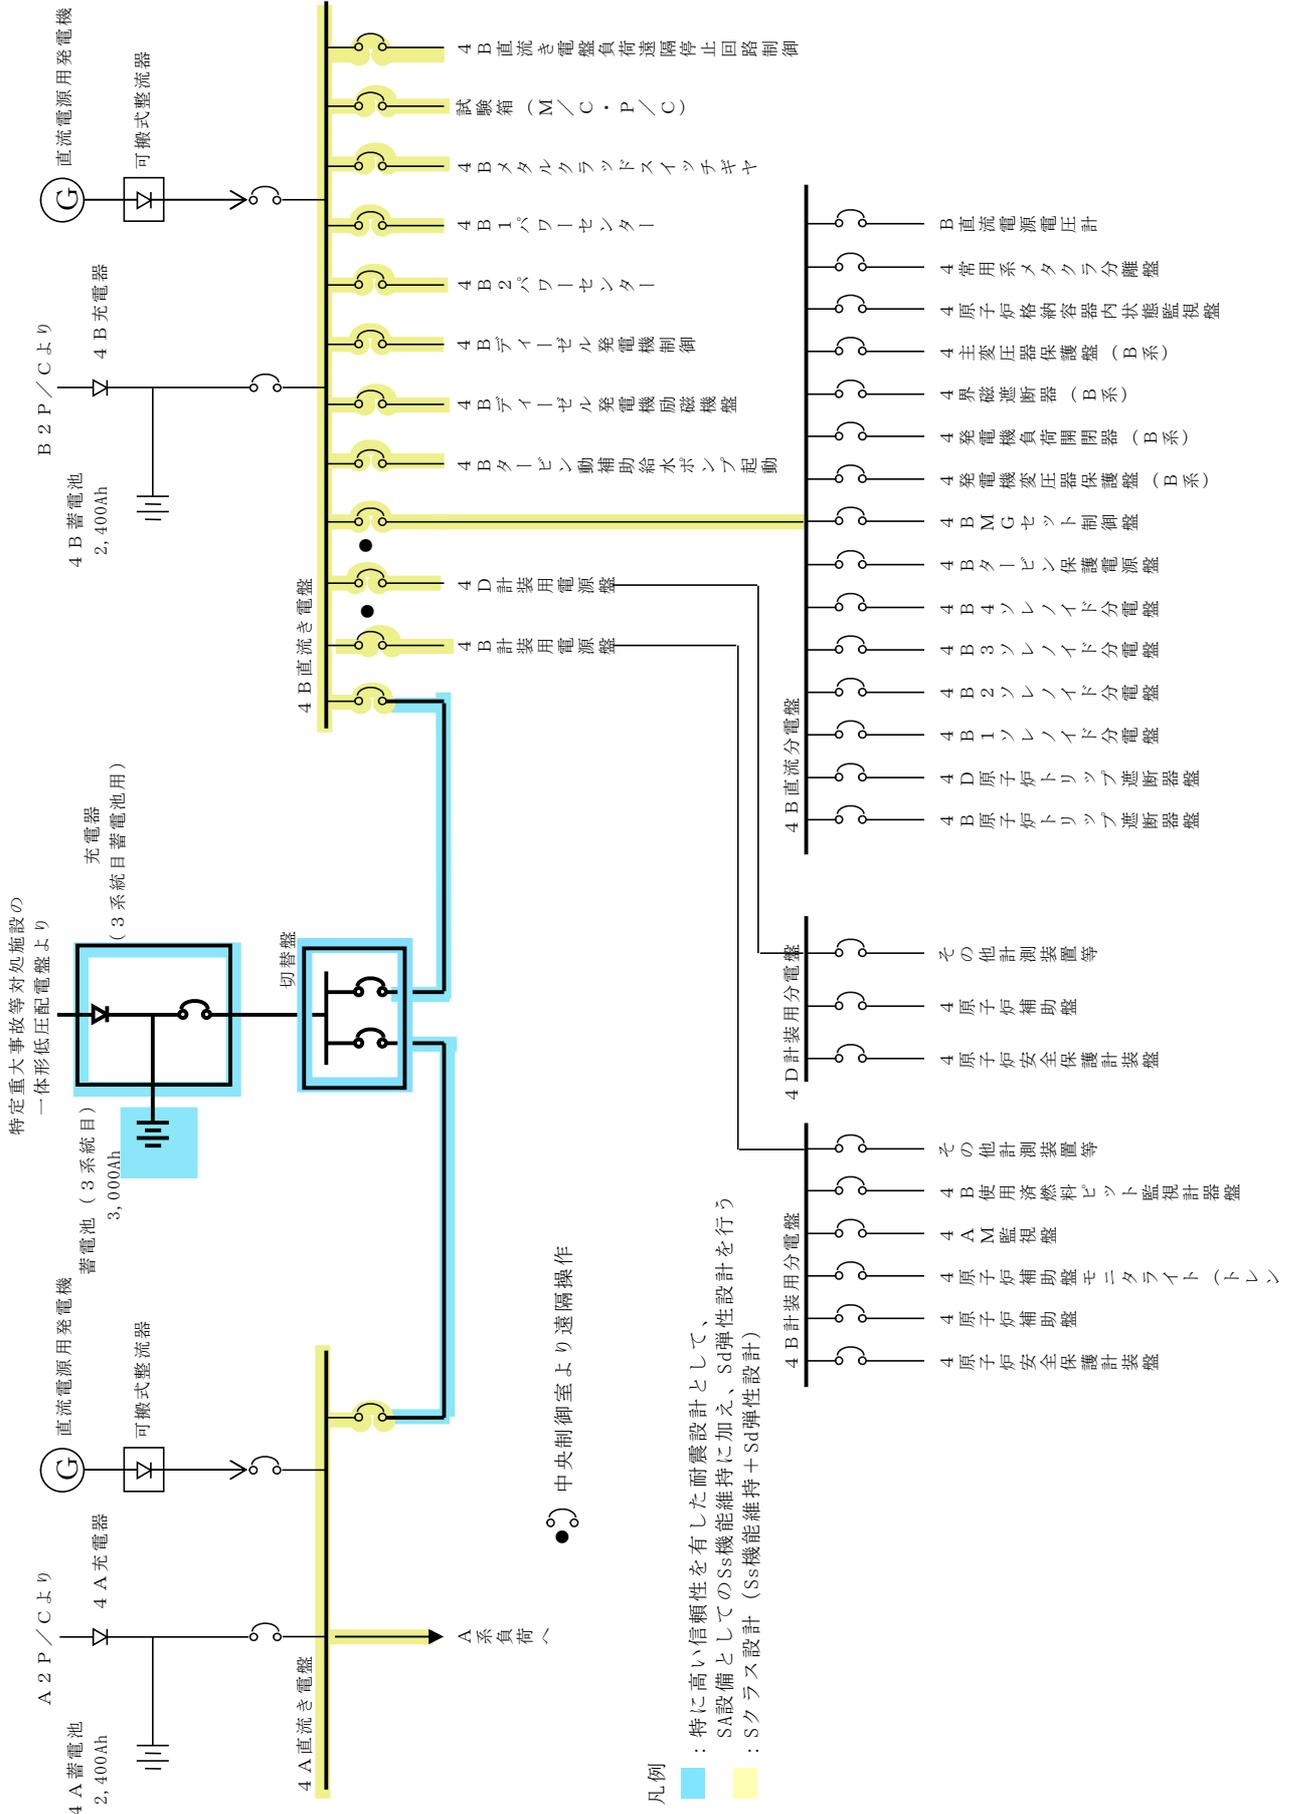 特定重大事故等対処施設の
一体形低圧配電盤より
A2P/Cより
4A充電器
4A蓄電池
2,400Ah
直流電源用発電機
G
可搬式整流器
蓄電池(3系統目)
3,000Ah
充電器
(3系統目蓄電池用)
切替盤
B2P/Cより
4B充電器
4B蓄電池
2,400Ah
直流電源用発電機
G
可搬式整流器
4A直流き電盤
A系負荷へ
4B直流き電盤
4B計装用電源盤
4D計装用電源盤
4Bタービン動補助給水ポンプ起動
4Bディーゼル発電機励磁機盤
4Bディーゼル発電機制御
4B2パワーセンター
4B1パワーセンター
4Bメタルクラッドスイッチギヤ
試験箱(M/C・P/C)
4B直流き電盤負荷遠隔停止回路制御
中央制御室より遠隔操作
凡例
:特に高い信頼性を有した耐震設計として、
SA設備としてのSs機能維持に加え、Sd弾性設計を行う
:Sクラス設計(Ss機能維持+Sd弾性設計)
4B計装用分電盤
4原子炉安全保護計装盤
4原子炉補助盤
4原子炉補助盤モニタライト(トレン
4AM監視盤
4B使用済燃料ピット監視計器盤
その他計測装置等
4D計装用分電盤
4原子炉安全保護計装盤
4原子炉補助盤
その他計測装置等
4B直流分電盤
4B原子炉トリップ遮断器盤
4D原子炉トリップ遮断器盤
4B1ソレノイド分電盤
4B2ソレノイド分電盤
4B3ソレノイド分電盤
4B4ソレノイド分電盤
4Bタービン保護電源盤
4BMGセット制御盤
4発電機変圧器保護盤(B系)
4発電機負荷開閉器(B系)
4界磁遮断器(B系)
4主変圧器保護盤(B系)
4原子炉格納容器内状態監視盤
4常用系メタクラ分離盤
B直流電源電圧計